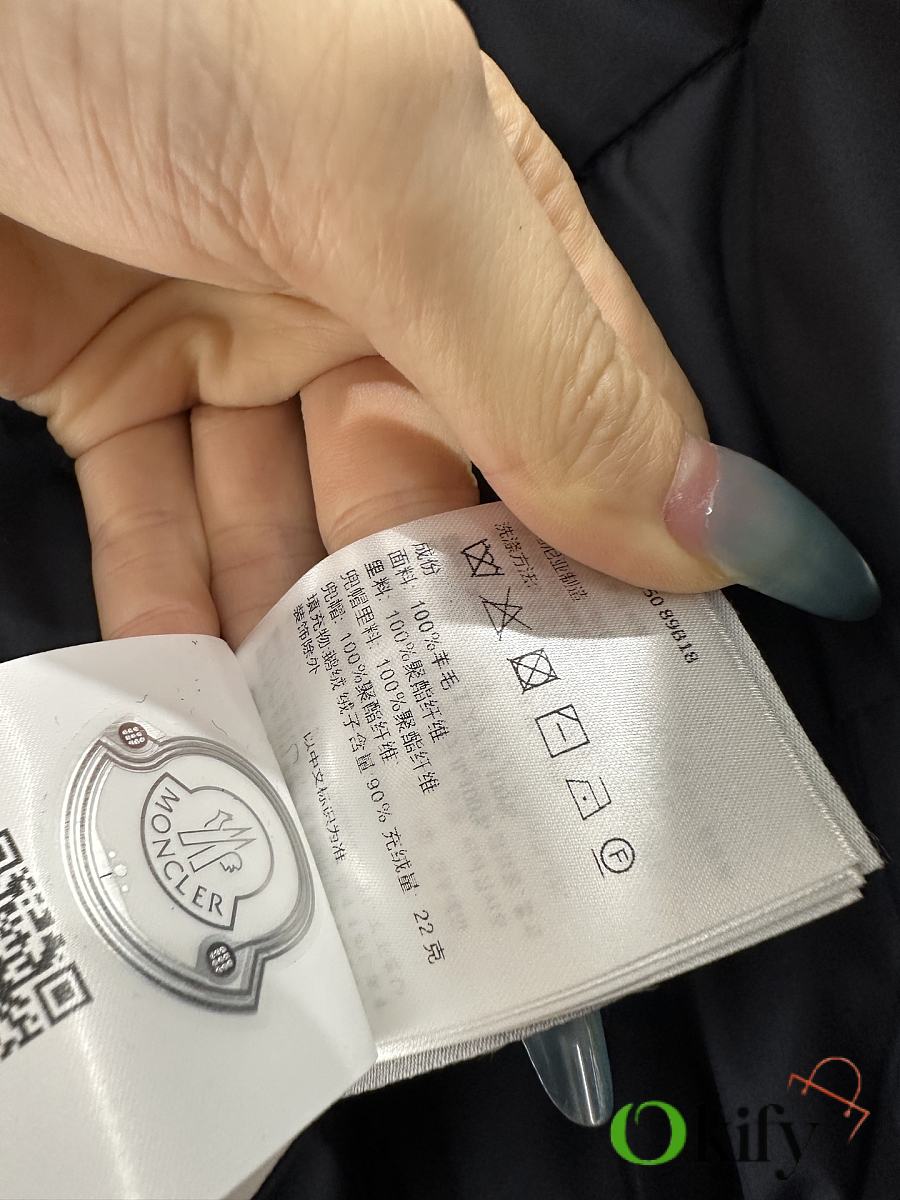 制造
洗涤方法:
F
成份
面料: 100%羊毛
里料: 100%聚酯纤维
兜帽里料: 100%聚酯纤维
兜帽: 100%聚酯纤维
填充物:鹅绒 绒子含量 90% 充绒量 22 克
装饰除外
以中文标识为准
MONCLER
Okify